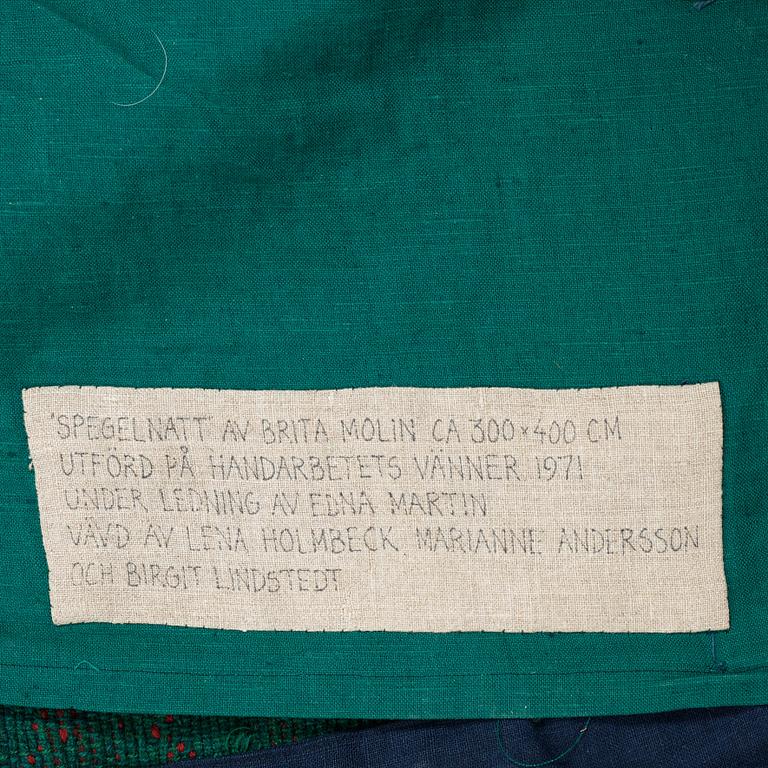 "SPEGELNATT" AV BRITA MOLIN CA 300×400 CM
UTFÖRD PÅ HANDARBETETS VÄNNER 1971
UNDER LEDNING AV EDNA MARTIN
VÄVD AV LENA HOLMBECK, MARIANNE ANDERSSON
OCH BIRGIT LINDSTEDT